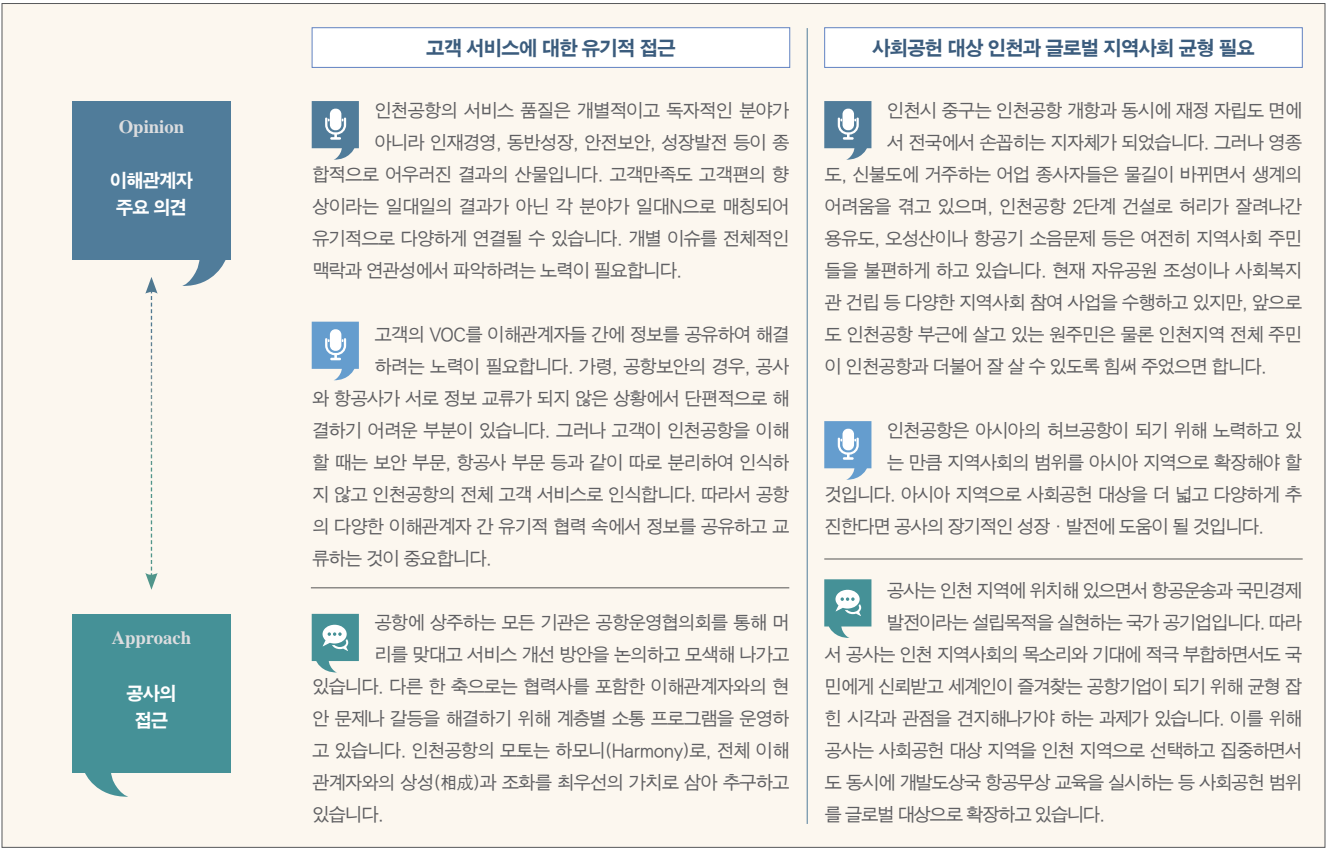 고객 서비스에 대한 유기적 접근
사회공헌 대상 인천과 글로벌 지역사회 균형 필요
Opinion
이해관계자
주요 의견
인천공항의 서비스 품질은 개별적이고 독자적인 분야가
아니라 인재경영, 동반성장, 안전보안, 성장발전 등이 종
합적으로 어우러진 결과의 산물입니다. 고객만족도 고객편의 향
상이라는 일대일의 결과가 아닌 각 분야가 일대N으로 매칭되어
유기적으로 다양하게 연결될 수 있습니다. 개별 이슈를 전체적인
맥락과 연관성에서 파악하려는 노력이 필요합니다.
고객의 VOC를 이해관계자들 간에 정보를 공유하여 해결
하려는 노력이 필요합니다. 가령, 공항보안의 경우, 공사
와 항공사가 서로 정보 교류가 되지 않은 상황에서 단편적으로 해
결하기 어려운 부분이 있습니다. 그러나 고객이 인천공항을 이해
할 때는 보안 부문, 항공사 부문 등과 같이 따로 분리하여 인식하
지 않고 인천공항의 전체 고객 서비스로 인식합니다. 따라서 공항
의 다양한 이해관계자 간 유기적 협력 속에서 정보를 공유하고 교
류하는 것이 중요합니다.
인천시 중구는 인천공항 개항과 동시에 재정 자립도 면에
서 전국에서 손꼽히는 지자체가 되었습니다. 그러나 영종
도, 신불도에 거주하는 어업 종사자들은 물길이 바뀌면서 생계의
어려움을 겪고 있으며, 인천공항 2단계 건설로 허리가 잘려나간
용유도, 오성산이나 항공기 소음문제 등은 여전히 지역사회 주민
들을 불편하게 하고 있습니다. 현재 자유공원 조성이나 사회복지
관 건립 등 다양한 지역사회 참여 사업을 수행하고 있지만, 앞으로
도 인천공항 부근에 살고 있는 원주민은 물론 인천지역 전체 주민
이 인천공항과 더불어 잘 살 수 있도록 힘써 주었으면 합니다.
인천공항은 아시아의 허브공항이 되기 위해 노력하고 있
는 만큼 지역사회의 범위를 아시아 지역으로 확장해야 할
것입니다. 아시아 지역으로 사회공헌 대상을 더 넓고 다양하게 추
진한다면 공사의 장기적인 성장 · 발전에 도움이 될 것입니다.
Approach
공사의
접근
공항에 상주하는 모든 기관은 공항운영협의회를 통해 머
리를 맞대고 서비스 개선 방안을 논의하고 모색해 나가고
있습니다. 다른 한 축으로는 협력사를 포함한 이해관계자와의 현
안 문제나 갈등을 해결하기 위해 계층별 소통 프로그램을 운영하
고 있습니다. 인천공항의 모토는 하모니(Harmony)로, 전체 이해
관계자와의 상성(相成)과 조화를 최우선의 가치로 삼아 추구하고
있습니다.
공사는 인천 지역에 위치해 있으면서 항공운송과 국민경제
발전이라는 설립목적을 실현하는 국가 공기업입니다. 따라
서 공사는 인천 지역사회의 목소리와 기대에 적극 부합하면서도 국
민에게 신뢰받고 세계인이 즐겨찾는 공항기업이 되기 위해 균형 잡
힌 시각과 관점을 견지해나가야 하는 과제가 있습니다. 이를 위해
공사는 사회공헌 대상 지역을 인천 지역으로 선택하고 집중하면서
도 동시에 개발도상국 항공무상 교육을 실시하는 등 사회공헌 범위
를 글로벌 대상으로 확장하고 있습니다.